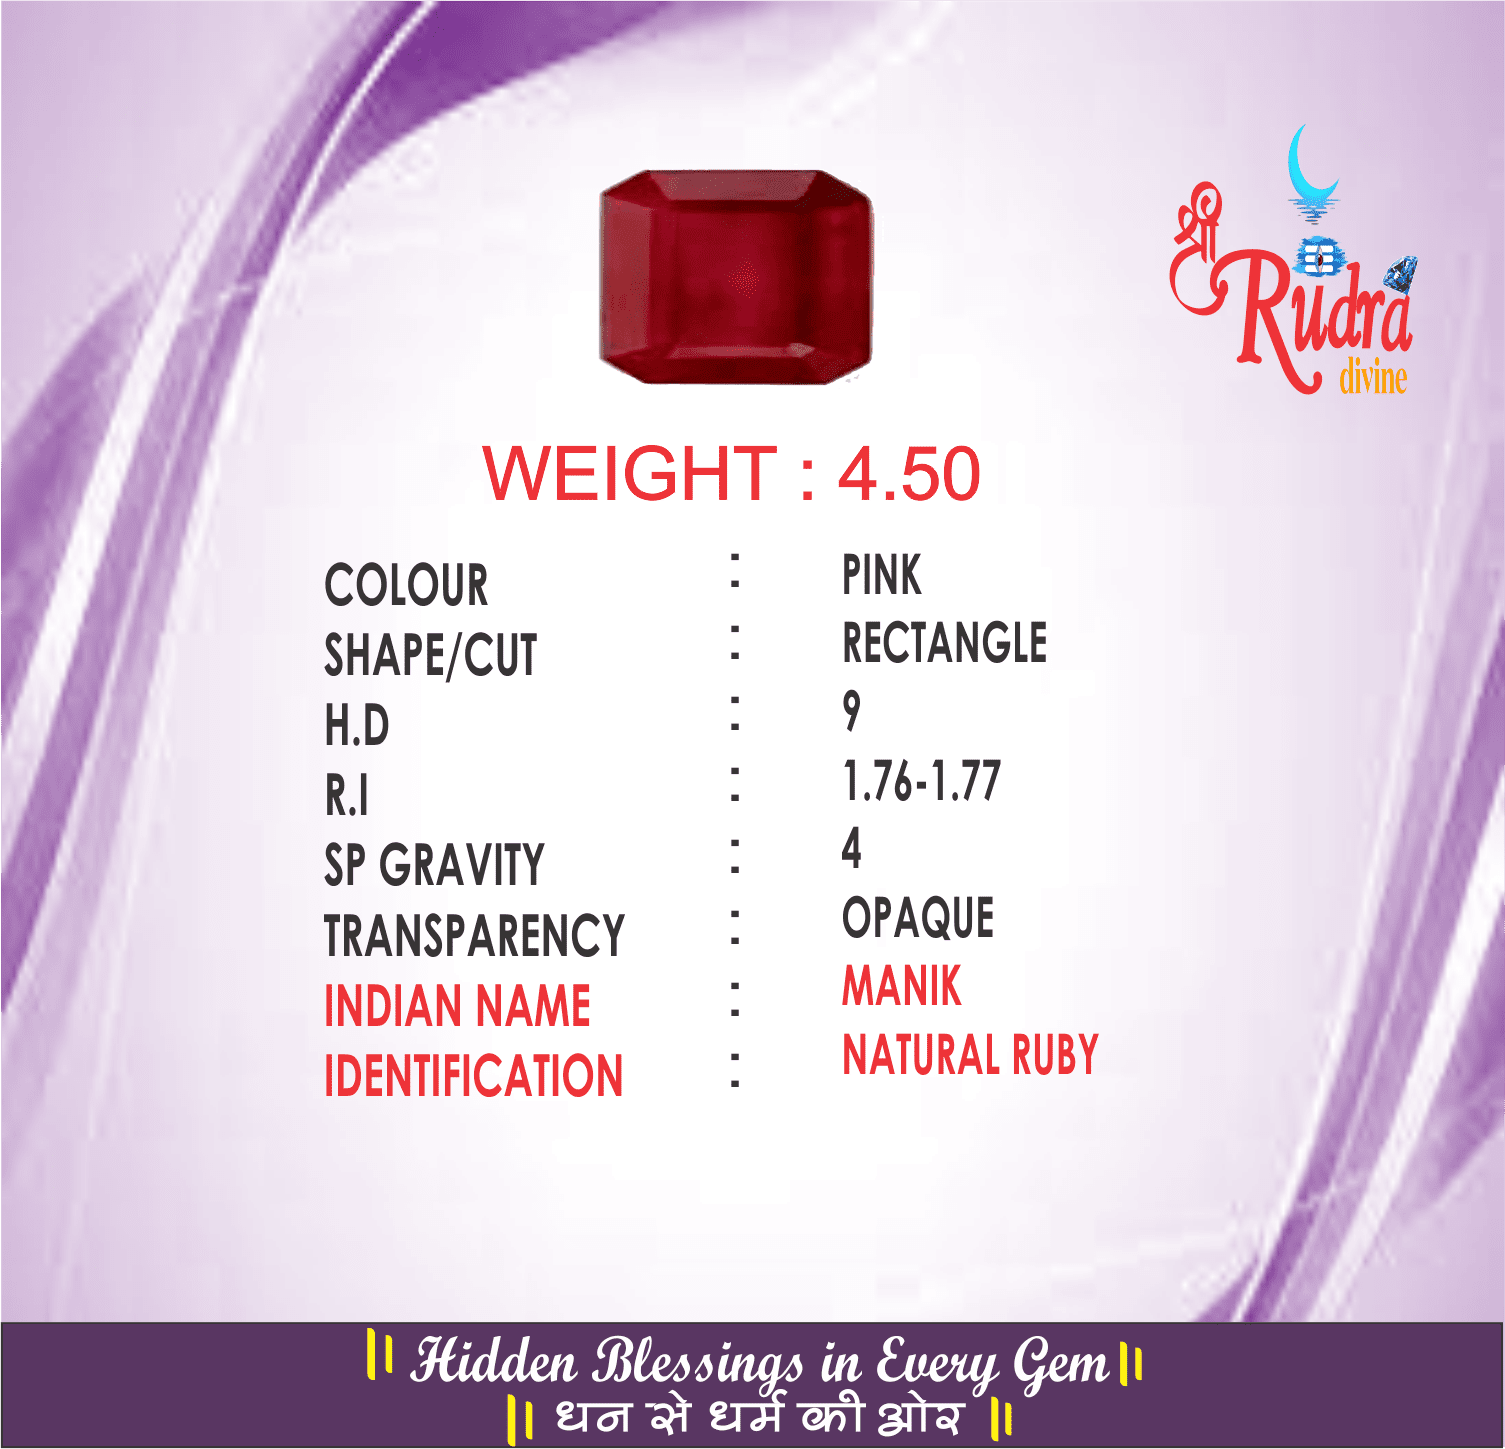 श्री
Rudra
divine
WEIGHT : 4.50
COLOUR : PINK
SHAPE/CUT : RECTANGLE
H.D : 9
R.I : 1.76-1.77
SP GRAVITY : 4
TRANSPARENCY : OPAQUE
INDIAN NAME : MANIK
IDENTIFICATION : NATURAL RUBY
|| Hidden Blessings in Every Gem ||
|| धन से धर्म की ओर ||